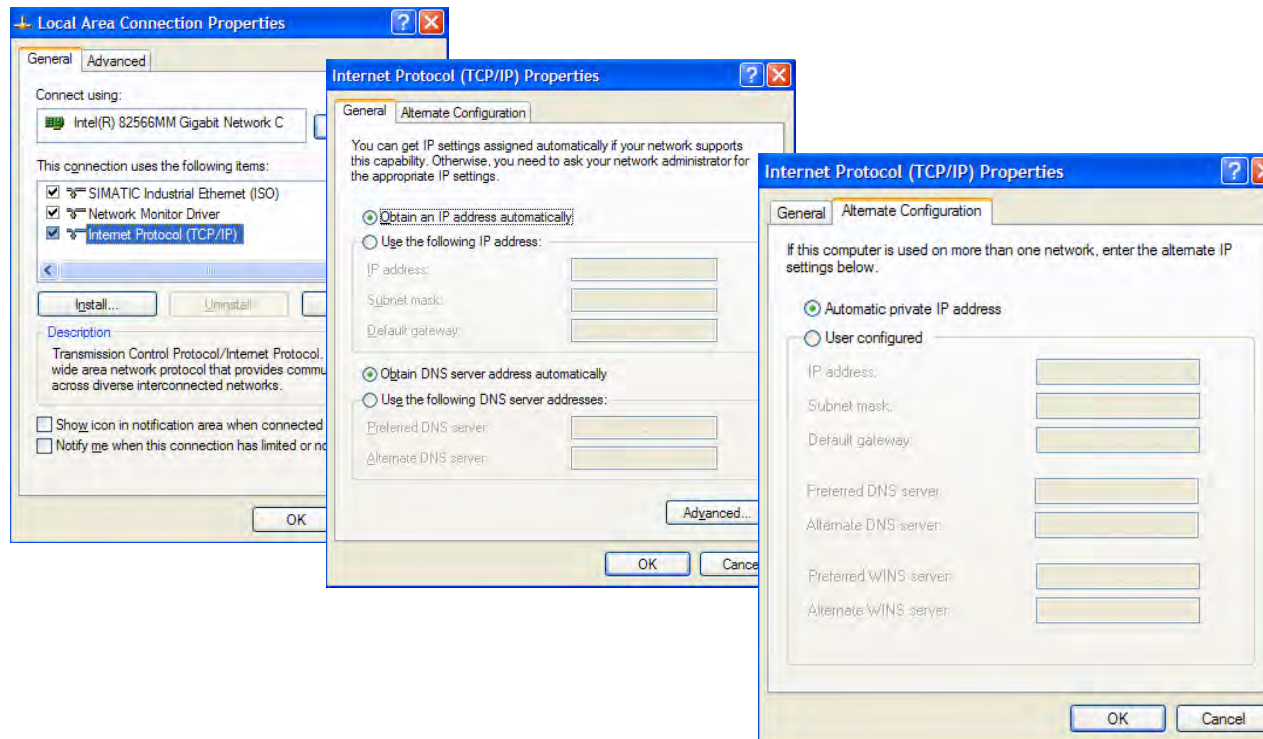 Local Area Connection Properties
General Advanced
Connect using:
Intel(R) 82566MM Gigabit Network C
This connection uses the following items:
SIMATIC Industrial Ethernet (ISO)
Network Monitor Driver
Internet Protocol (TCP/IP)
Install... Uninstall
Description
Transmission Control Protocol/Internet Protocol.
wide area network protocol that provides commu
across diverse interconnected networks.
Show icon in notification area when connected
Notify me when this connection has limited or no
OK
Internet Protocol (TCP/IP) Properties
General Alternate Configuration
You can get IP settings assigned automatically if your network supports
this capability. Otherwise, you need to ask your network administrator for
the appropriate IP settings.
Obtain an IP address automatically
Use the following IP address:
IP address:
Subnet mask:
Default gateway:
Obtain DNS server address automatically
Use the following DNS server addresses:
Preferred DNS server:
Alternate DNS server:
Advanced...
OK Cance
Internet Protocol (TCP/IP) Properties
General Alternate Configuration
If this computer is used on more than one network, enter the alternate IP
settings below.
Automatic private IP address
User configured
IP address:
Subnet mask:
Default gateway:
Preferred DNS server:
Alternate DNS server:
Preferred WINS server:
Alternate WINS server:
OK Cancel